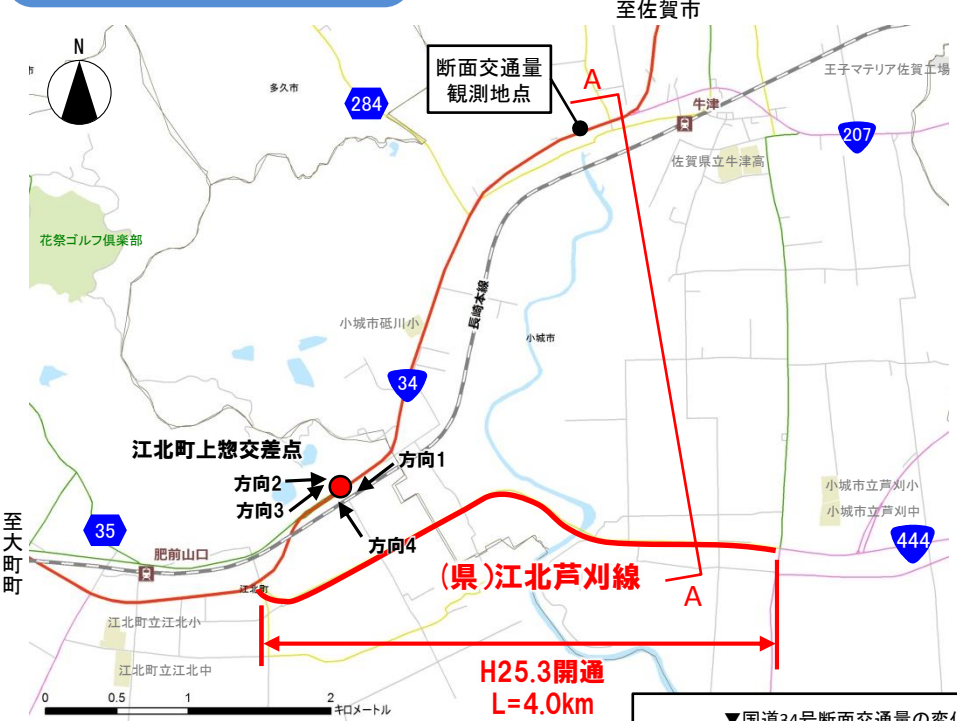 至佐賀市
N
断面交通量
観測地点
A
王子マテリア佐賀工場
市
多久市
284
牛津
207
佐賀県立牛津高
花祭ゴルフ倶楽部
長崎本線
小城市砥川小
小城市
34
江北町上惣交差点
方向1
方向2
方向3
方向4
小城市立芦刈小
小城市立芦刈中
444
至大町町
35
肥前山口
(県)江北芦刈線
A
江北町
江北町立江北小
江北町立江北中
H25.3開通
L=4.0km
0 0.5 1 2
キロメートル